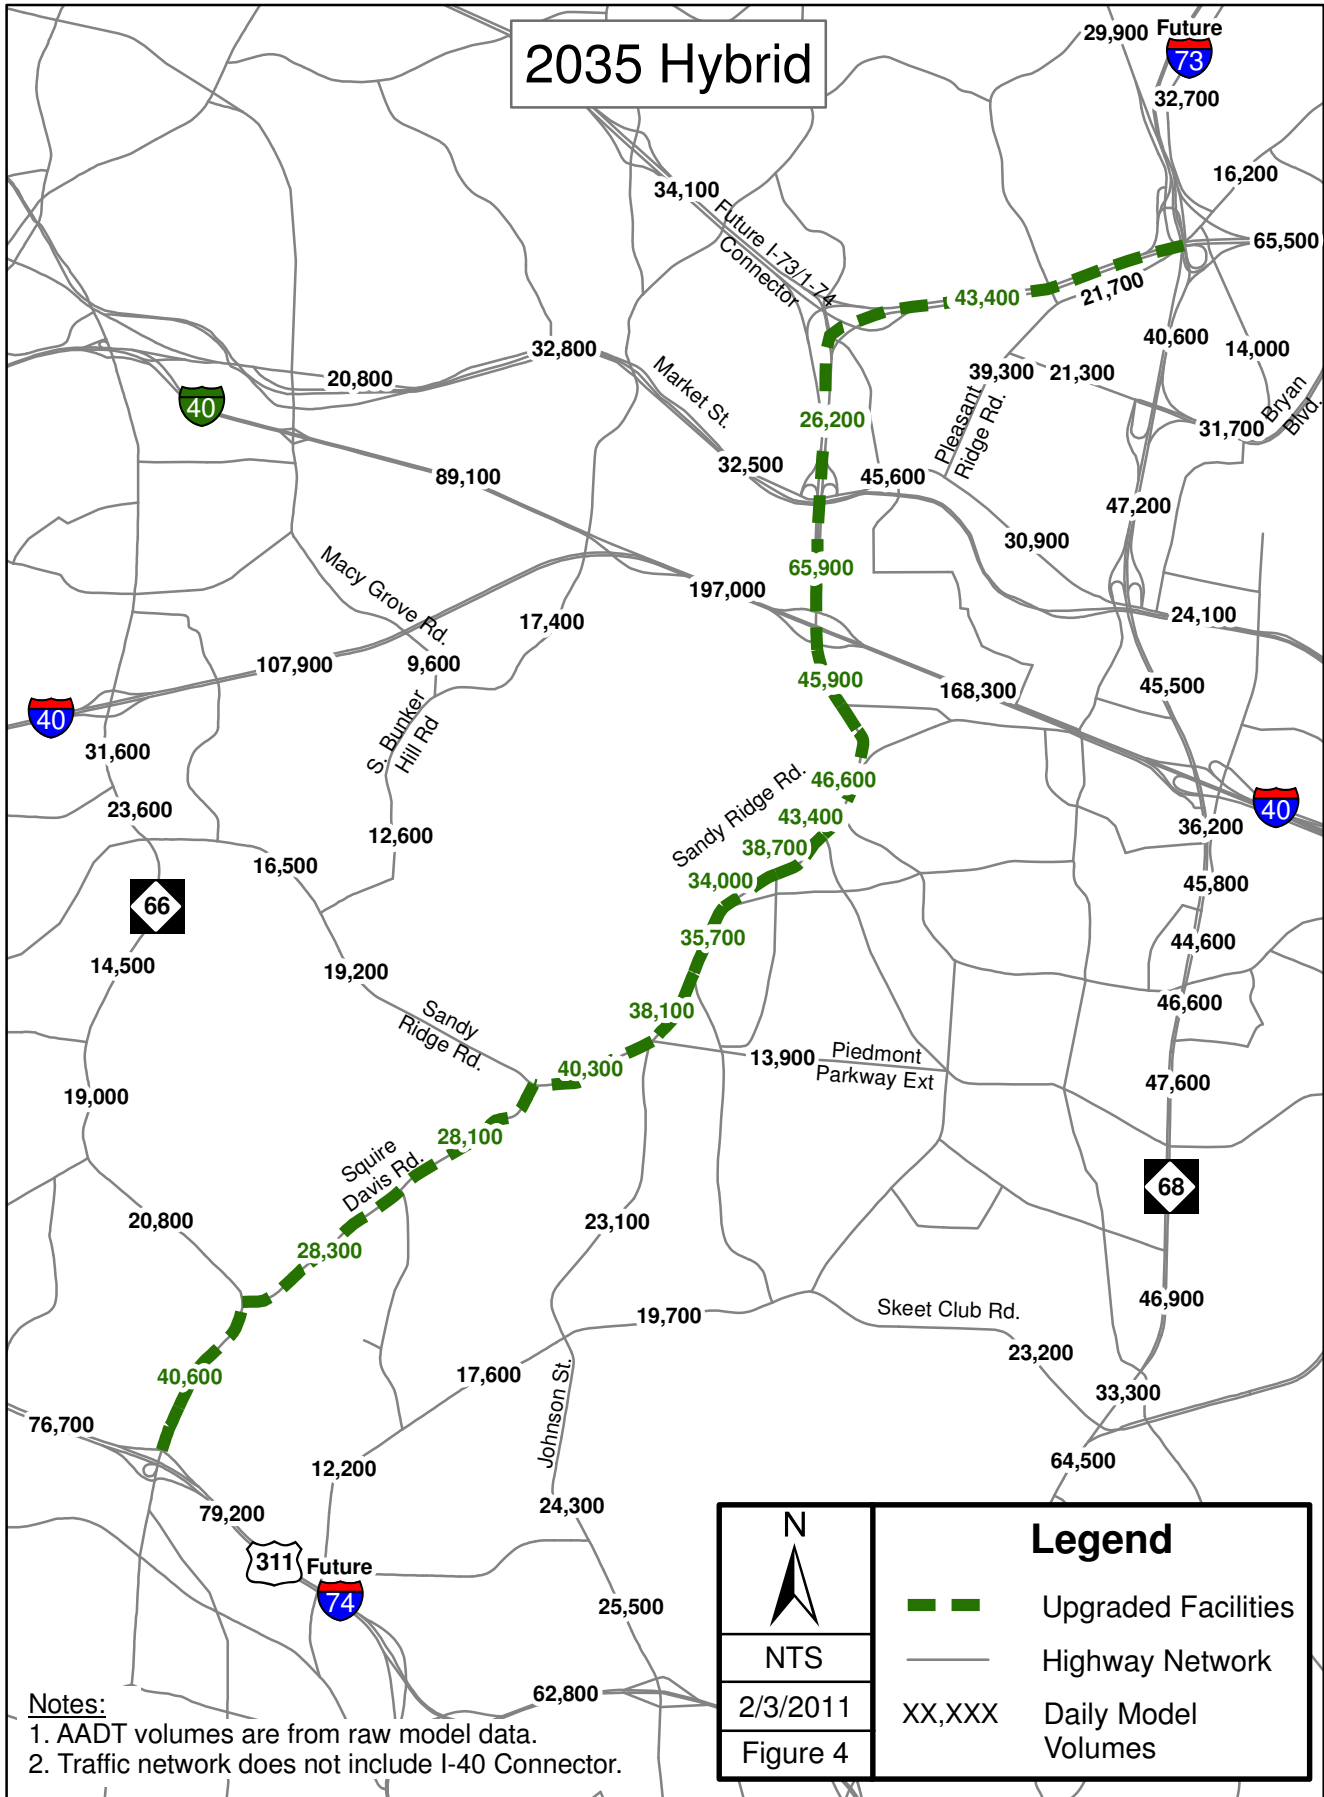 2035 Hybrid
29,900
Future
73
32,700
16,200
34,100
65,500
Future I-73/1-74
Connector
43,400
21,700
40,600
14,000
32,800
20,800
Market St.
39,300
21,300
40
26,200
Pleasant
Ridge Rd.
31,700
Bryan
Blvd.
32,500
45,600
89,100
47,200
30,900
Macy Grove Rd.
65,900
197,000
17,400
24,100
107,900
9,600
45,900
168,300
45,500
40
S. Bunker
Hill Rd
31,600
23,600
Sandy Ridge Rd.
46,600
40
12,600
43,400
36,200
16,500
38,700
34,000
45,800
66
35,700
44,600
14,500
19,200
38,100
46,600
Sandy
Ridge Rd.
40,300
13,900
Piedmont
Parkway Ext
19,000
47,600
28,100
Squire
Davis Rd.
68
20,800
23,100
28,300
46,900
19,700
Skeet Club Rd.
40,600
17,600
23,200
33,300
76,700
Johnson St.
12,200
64,500
79,200
24,300
311
Future
74
25,500
62,800
N
NTS
2/3/2011
Figure 4
Legend
Upgraded Facilities
Highway Network
XX,XXX
Daily Model
Volumes
Notes:
1. AADT volumes are from raw model data.
2. Traffic network does not include I-40 Connector.